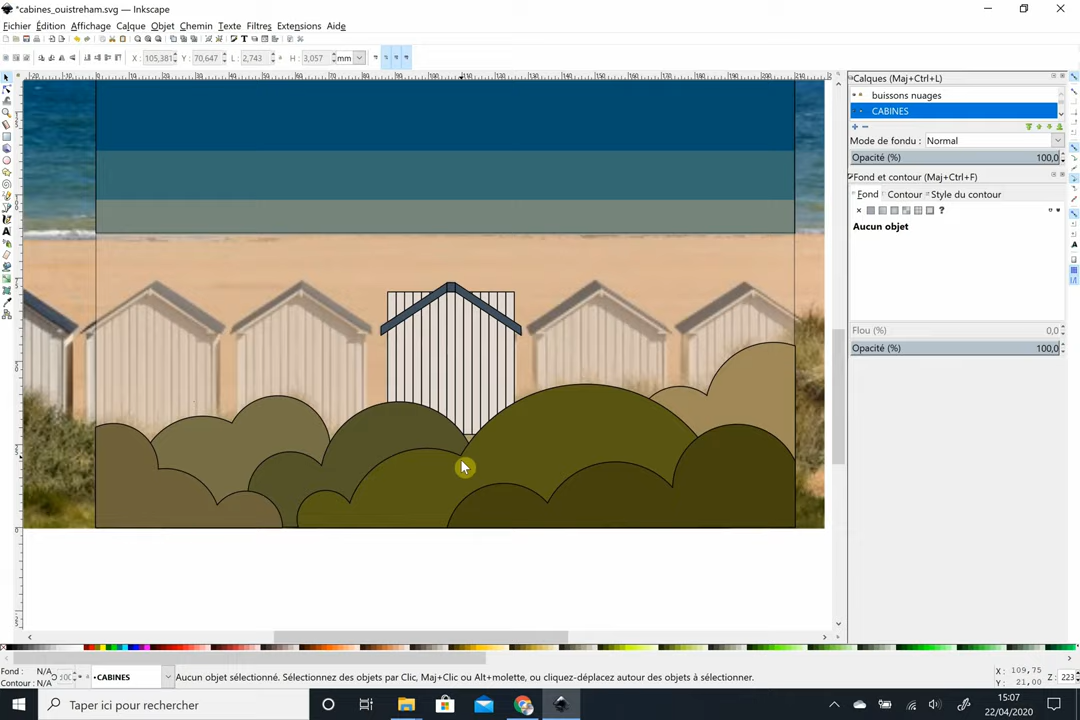 *cabines_ouistreham.svg — Inkscape
Fichier Édition Affichage Calque Objet Chemin Texte Filtres Extensions Aide
X: 105,381 Y: 70,647 L: 2,743 H: 3,057 mm
Calques (Maj+Ctrl+L)
buissons nuages
CABINES
Mode de fondu : Normal
Opacité (%) 100,0
Fond et contour (Maj+Ctrl+F)
Fond Contour Style du contour
?
Aucun objet
Flou (%) 0,0
Opacité (%) 100,0
Fond : N/A
Contour : N/A
•CABINES
Aucun objet sélectionné. Sélectionnez des objets par Clic, Maj+Clic ou Alt+molette, ou cliquez-déplacez autour des objets à sélectionner.
X: 109,75
Y: 21,00
Z: 223
Taper ici pour rechercher
15:07
22/04/2020